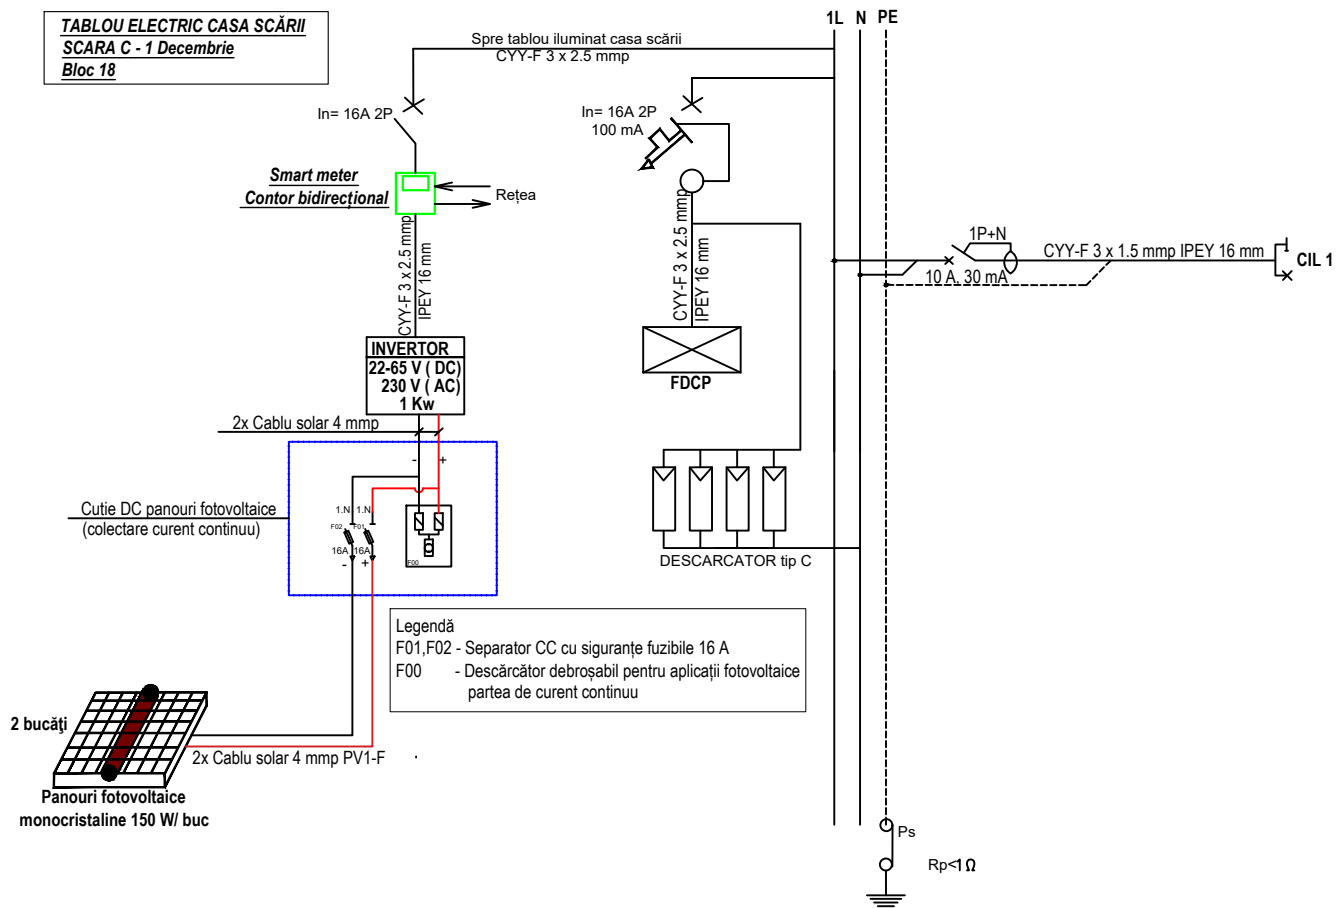 TABLOU ELECTRIC CASA SCĂRII
SCARA C - 1 Decembrie
Bloc 18
1L N PE
Spre tablou iluminat casa scării
CYY-F 3 x 2.5 mmp
In= 16A 2P
In= 16A 2P
100 mA
Smart meter
Contor bidirecțional
Rețea
CYY-F 3 x 2.5 mmp
IPEY 16 mm
CYY-F 3 x 2.5 mmp
IPEY 16 mm
1P+N
10 A, 30 mA
CYY-F 3 x 1.5 mmp IPEY 16 mm
CIL 1
INVERTOR
22-65 V ( DC)
230 V ( AC)
1 Kw
FDCP
2x Cablu solar 4 mmp
- +
Cutie DC panouri fotovoltaice
(colectare curent continuu)
1.N. 1.N.
F02 F01
16A 16A
- +
F00
DESCARCATOR tip C
Legendă
F01,F02 - Separator CC cu siguranțe fuzibile 16 A
F00 - Descărcător debroșabil pentru aplicații fotovoltaice
partea de curent continuu
2 bucăţi
2x Cablu solar 4 mmp PV1-F
Panouri fotovoltaice
monocristaline 150 W/ buc
Ps
Rp<1Ω